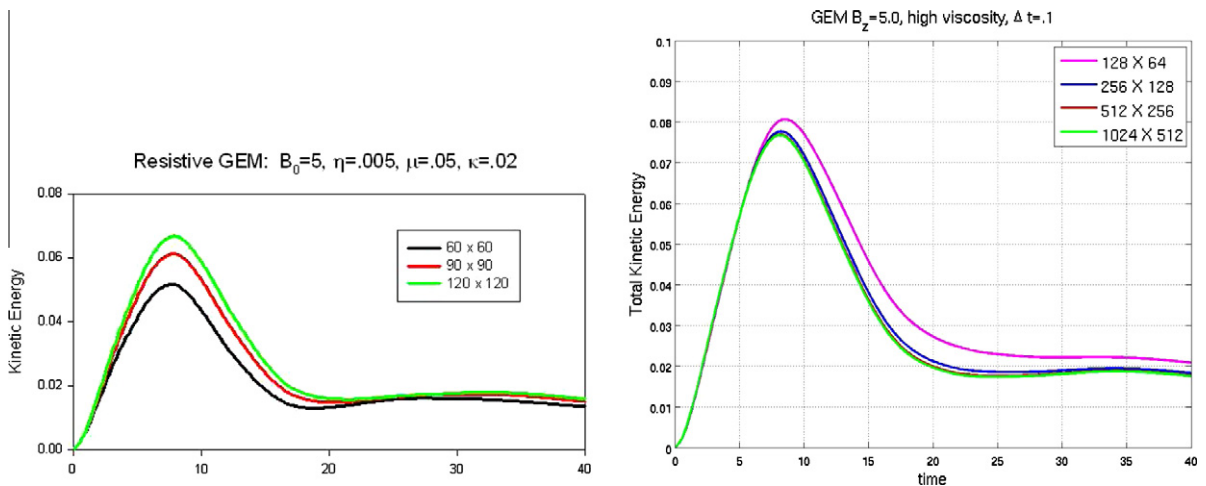 Resistive GEM: B₀=5, η=.005, μ=.05, κ=.02
Kinetic Energy
0.08
0.06
0.04
0.02
0.00
0
10
20
30
40
60 x 60
90 x 90
120 x 120
GEM B_z=5.0, high viscosity, Δ t=.1
Total Kinetic Energy
0.1
0.09
0.08
0.07
0.06
0.05
0.04
0.03
0.02
0.01
0
0
5
10
15
20
25
30
35
40
time
128 X 64
256 X 128
512 X 256
1024 X 512